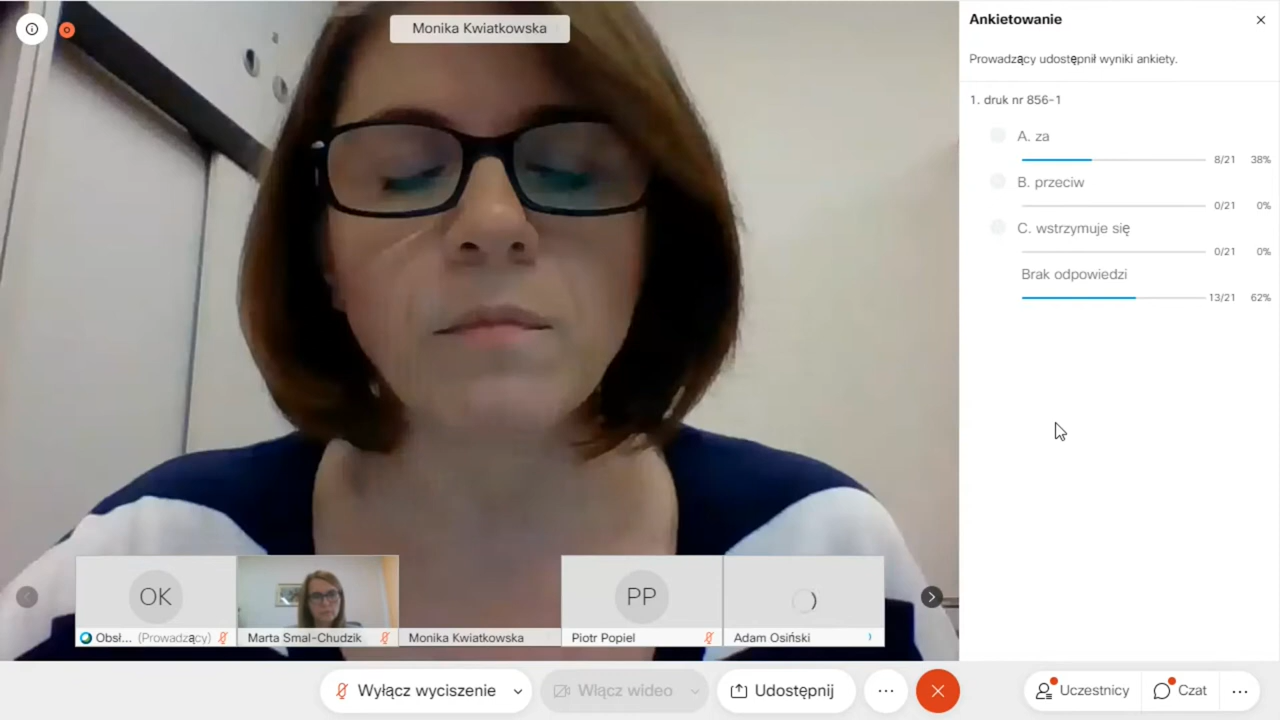 Monika Kwiatkowska
Ankietowanie
Prowadzący udostępnił wyniki ankiety.
1. druk nr 856-1
A. za
8/21 38%
B. przeciw
0/21 0%
C. wstrzymuje się
0/21 0%
Brak odpowiedzi
13/21 62%
OK
PP
Obsł... (Prowadzący)
Marta Smal-Chudzik
Monika Kwiatkowska
Piotr Popiel
Adam Osiński
Wyłącz wyciszenie
Włącz wideo
Udostępnij
Uczestnicy
Czat